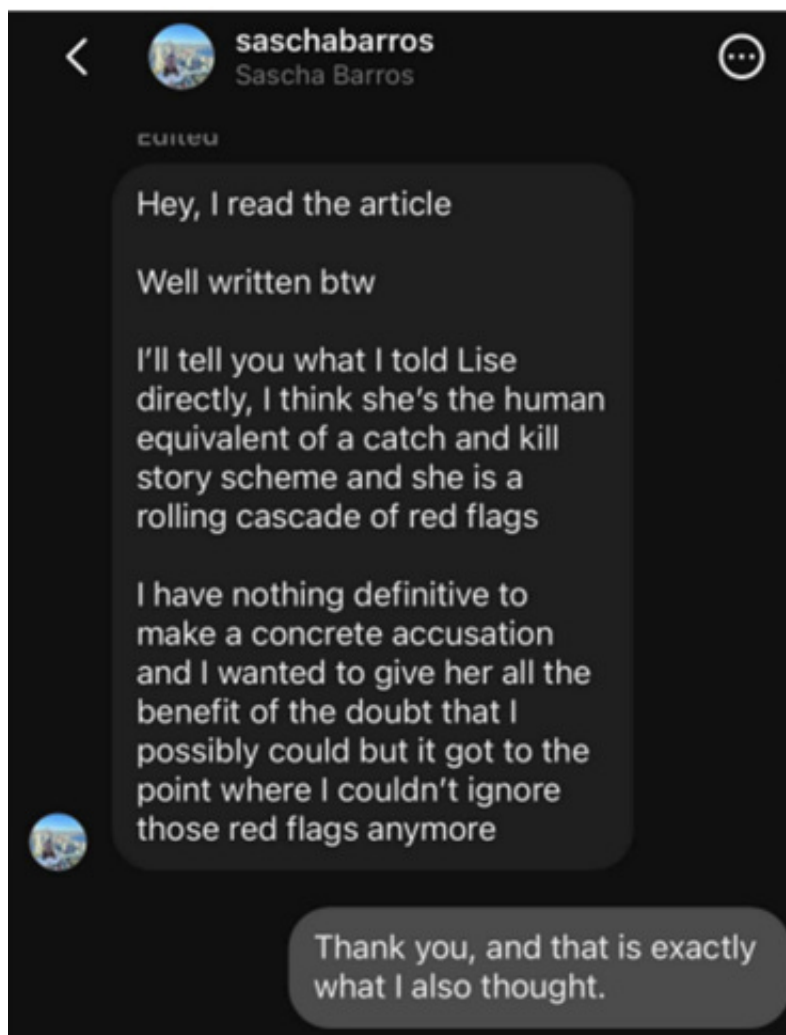 saschabarros
Sascha Barros
Edited
Hey, I read the article
Well written btw
I'll tell you what I told Lise
directly, I think she's the human
equivalent of a catch and kill
story scheme and she is a
rolling cascade of red flags
I have nothing definitive to
make a concrete accusation
and I wanted to give her all the
benefit of the doubt that I
possibly could but it got to the
point where I couldn't ignore
those red flags anymore
Thank you, and that is exactly
what I also thought.